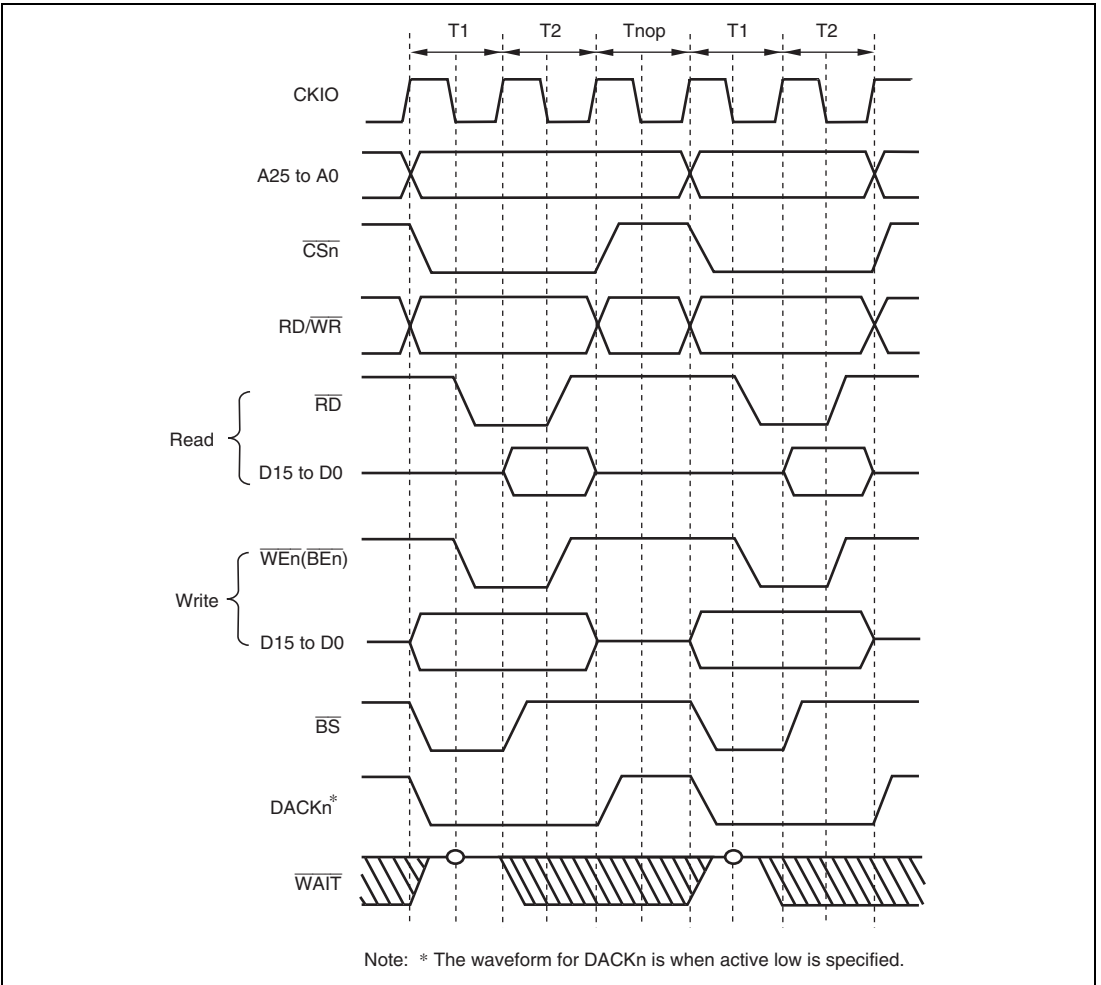 T1 T2 Tnop T1 T2
CKIO
A25 to A0
CSn
RD/WR
RD
Read
D15 to D0
WEn(BEn)
Write
D15 to D0
BS
DACKn*
WAIT
Note: * The waveform for DACKn is when active low is specified.